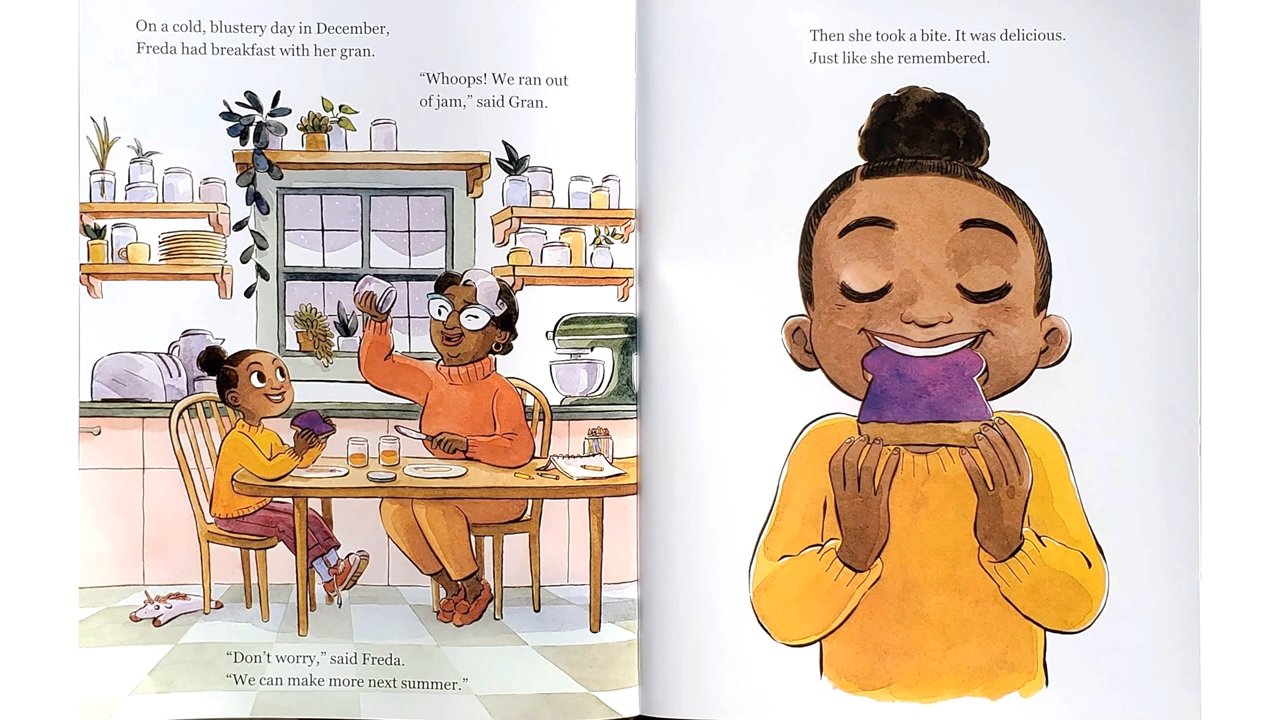 On a cold, blustery day in December,
Freda had breakfast with her gran.
“Whoops! We ran out
of jam,” said Gran.
“Don’t worry,” said Freda.
“We can make more next summer.”
Then she took a bite. It was delicious.
Just like she remembered.